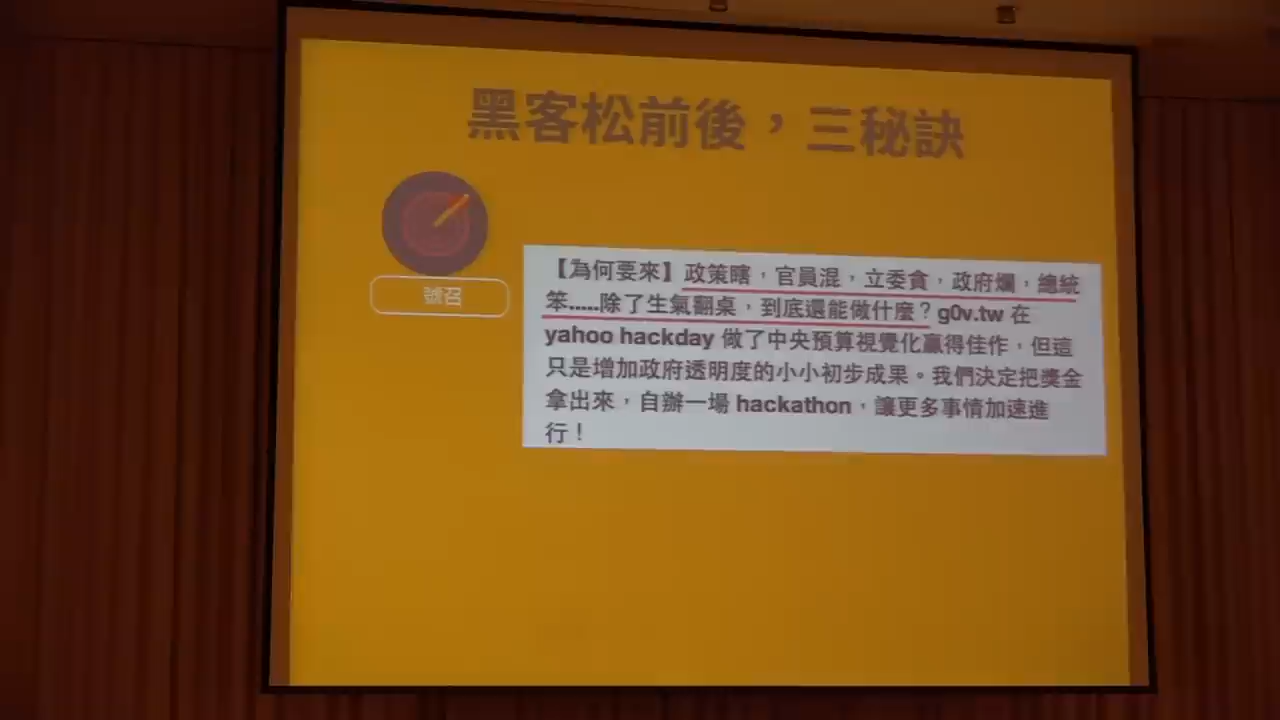 黑客松前後，三秘訣
號召
【為何要來】政策瞎，官員混，立委貪，政府爛，總統
笨.....除了生氣翻桌，到底還能做什麼？g0v.tw 在
yahoo hackday 做了中央預算視覺化贏得佳作，但這
只是增加政府透明度的小小初步成果。我們決定把獎金
拿出來，自辦一場 hackathon，讓更多事情加速進
行！